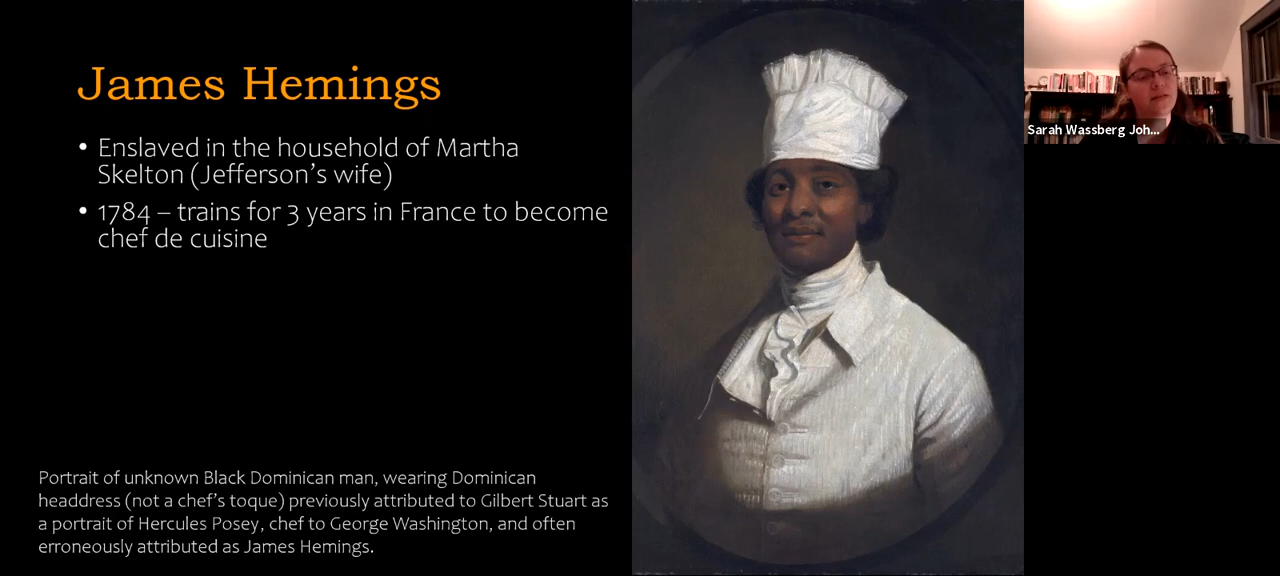 James Hemings
• Enslaved in the household of Martha
Skelton (Jefferson's wife)
• 1784 – trains for 3 years in France to become
chef de cuisine
Portrait of unknown Black Dominican man, wearing Dominican
headdress (not a chef's toque) previously attributed to Gilbert Stuart as
a portrait of Hercules Posey, chef to George Washington, and often
erroneously attributed as James Hemings.
Sarah Wassberg Joh...